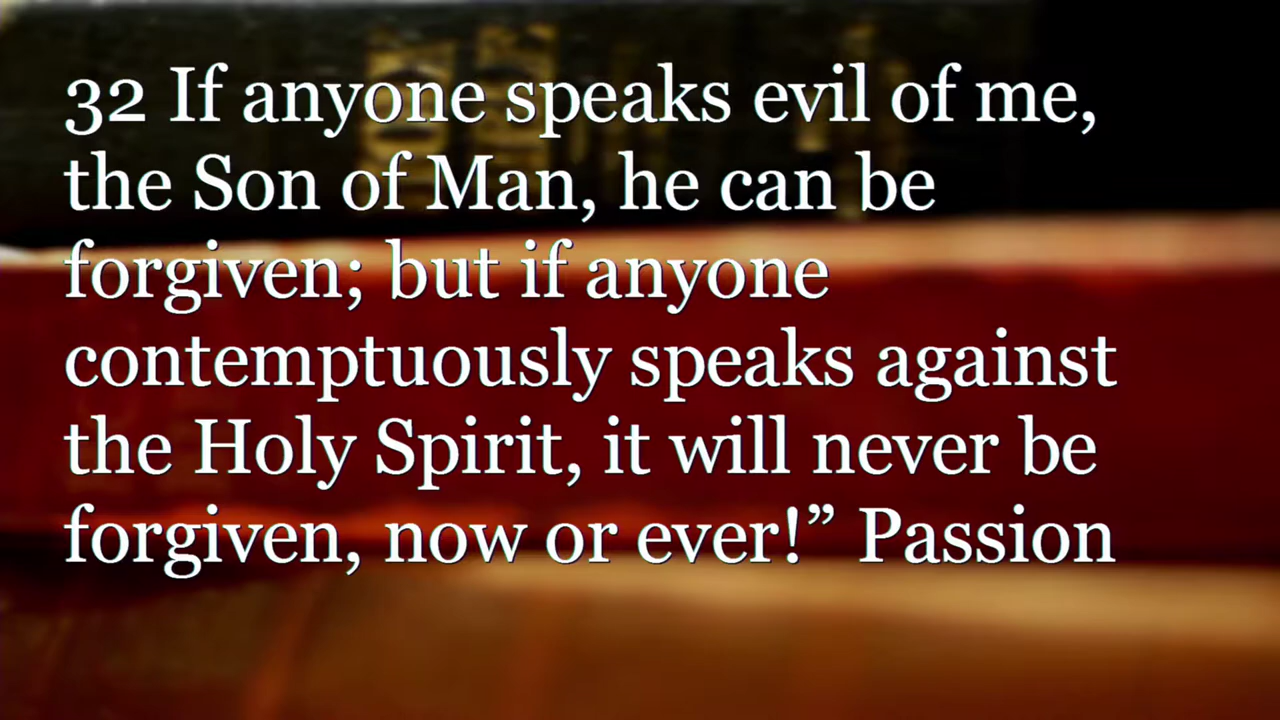 32 If anyone speaks evil of me,
the Son of Man, he can be
forgiven; but if anyone
contemptuously speaks against
the Holy Spirit, it will never be
forgiven, now or ever!” Passion